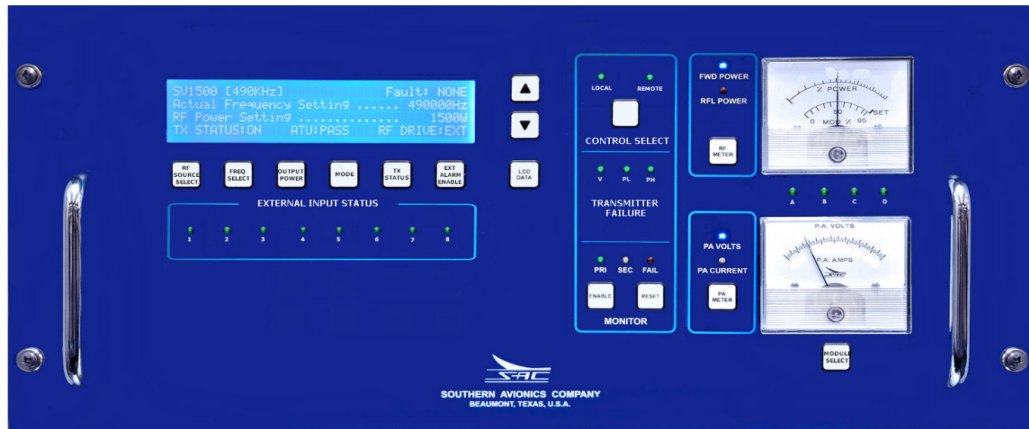 SV1500 [490KHz] Fault: NONE
Actual Frequency Setting ...... 490000Hz
RF Power Setting .............. 1500W
TX STATUS:ON ATU:PASS RF DRIVE:EXT
▲
▼
RF SOURCE SELECT
FREQ SELECT
OUTPUT POWER
MODE
TX STATUS
EXT ALARM ENABLE
LCD DATA
EXTERNAL INPUT STATUS
1 2 3 4 5 6 7 8
LOCAL REMOTE
CONTROL SELECT
V PL PH
TRANSMITTER
FAILURE
PRI SEC FAIL
ENABLE RESET
MONITOR
FWD POWER
RFL POWER
RF METER
% POWER
50 SET
0 MOD % 95
A B C D
PA VOLTS
PA CURRENT
PA METER
P.A. VOLTS
P.A. AMPS
MODULE SELECT
SAC
SOUTHERN AVIONICS COMPANY
BEAUMONT, TEXAS, U.S.A.